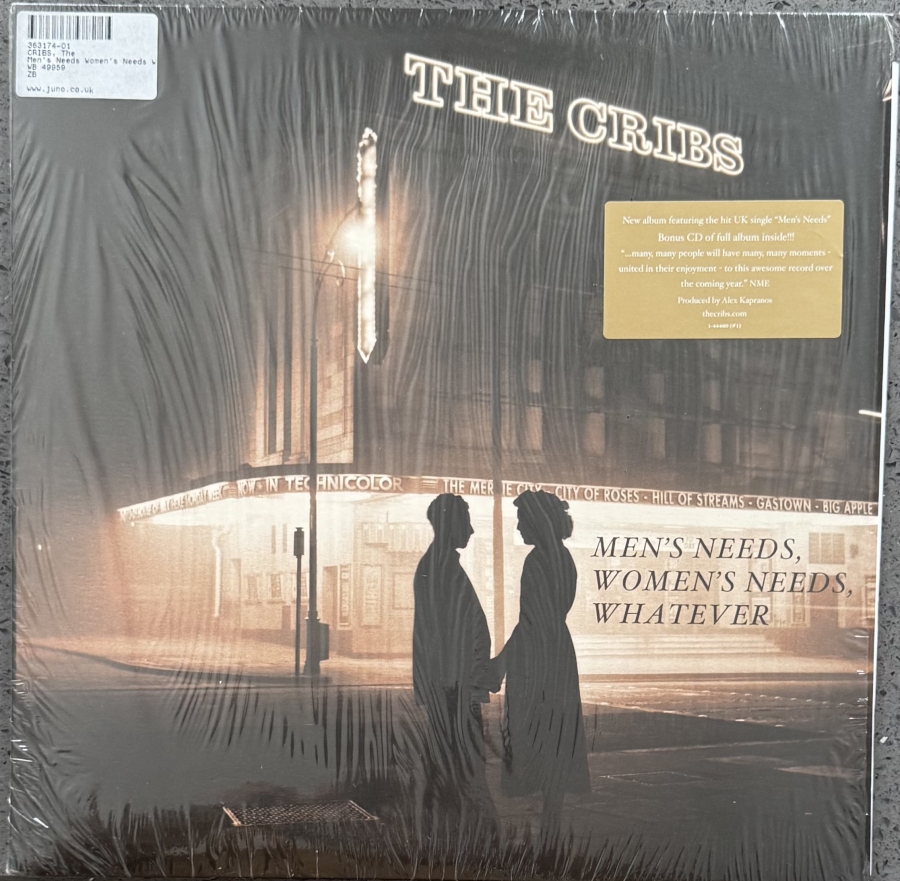 363174-01
CRIBS, The
Men's Needs Women's Needs W
WB 49959
ZB
www.juno.co.uk
THE CRIBS
New album featuring the hit UK single “Men's Needs”
Bonus CD of full album inside!!!
“...many, many people will have many, many moments -
united in their enjoyment - to this awesome record over
the coming year.” NME
Produced by Alex Kapranos
thecribs.com
NOW - IN TECHNICOLOR
THE MERRIE CITY - CITY OF ROSES - HILL OF STREAMS - GASTOWN - BIG APPLE
MEN'S NEEDS,
WOMEN'S NEEDS,
WHATEVER